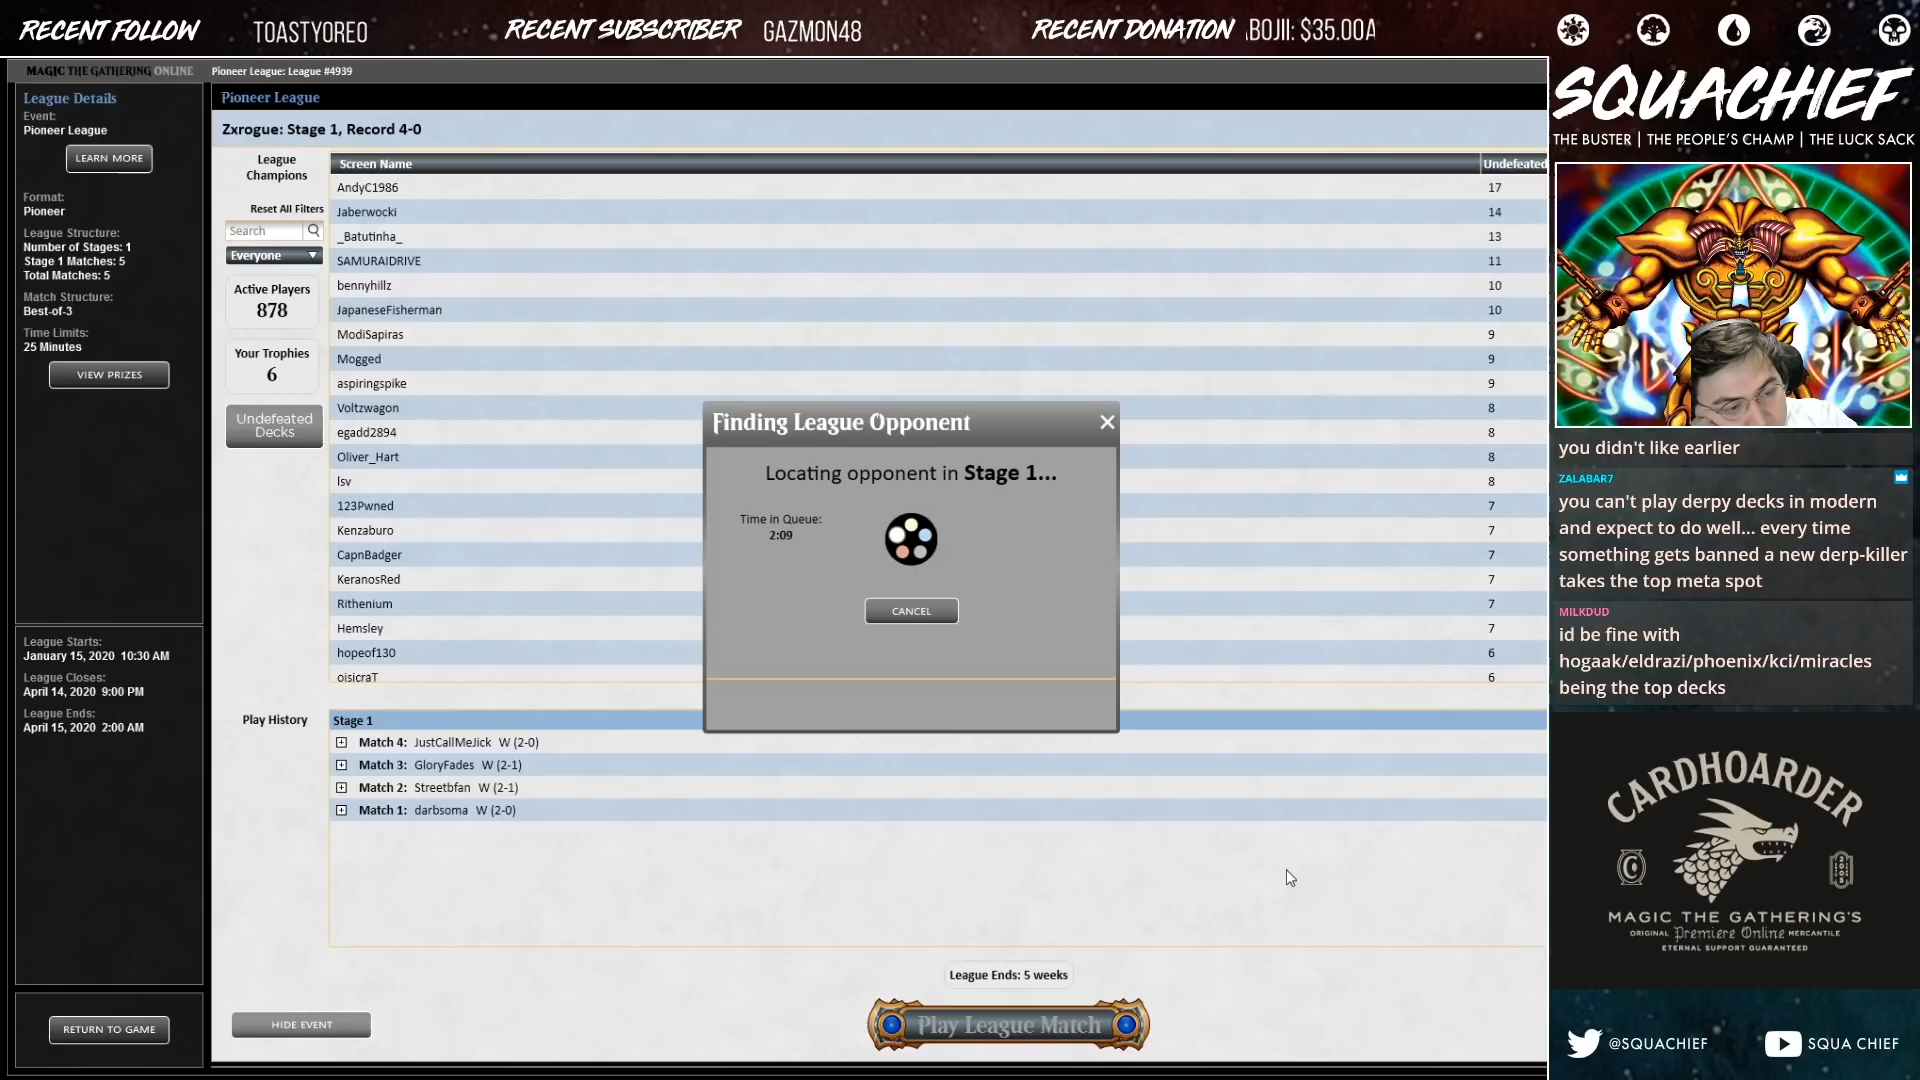 RECENT FOLLOW TOASTYOREO RECENT SUBSCRIBER GAZMON48 RECENT DONATION BOJII: $35.00
MAGIC THE GATHERING ONLINE Pioneer League: League #4939
League Details
Event:
Pioneer League
LEARN MORE
Format:
Pioneer
League Structure:
Number of Stages: 1
Stage 1 Matches: 5
Total Matches: 5
Match Structure:
Best-of-3
Time Limits:
25 Minutes
VIEW PRIZES
League Starts:
January 15, 2020 10:30 AM
League Closes:
April 14, 2020 9:00 PM
League Ends:
April 15, 2020 2:00 AM
RETURN TO GAME
Pioneer League
Zxrogue: Stage 1, Record 4-0
League
Champions
Reset All Filters
Search
Everyone
Active Players
878
Your Trophies
6
Undefeated
Decks
Screen Name Undefeated
AndyC1986 17
Jaberwocki 14
_Batutinha_ 13
SAMURAIDRIVE 11
bennyhillz 10
JapaneseFisherman 10
ModiSapiras 9
Mogged 9
aspiringspike 9
Voltzwagon 8
egadd2894 8
Oliver_Hart 8
lsv 8
123Pwned 7
Kenzaburo 7
CapnBadger 7
KeranosRed 7
Rithenium 7
Hemsley 7
hopeof130 6
oisicraT 6
Finding League Opponent
Locating opponent in Stage 1...
Time in Queue:
2:09
CANCEL
Play History
Stage 1
Match 4: JustCallMeJick W (2-0)
Match 3: GloryFades W (2-1)
Match 2: Streetbfan W (2-1)
Match 1: darbsoma W (2-0)
League Ends: 5 weeks
HIDE EVENT
Play League Match
SQUACHIEF
THE BUSTER | THE PEOPLE'S CHAMP | THE LUCK SACK
you didn't like earlier
ZALABAR7
you can't play derpy decks in modern
and expect to do well... every time
something gets banned a new derp-killer
takes the top meta spot
MILKDUD
id be fine with
hogaak/eldrazi/phoenix/kci/miracles
being the top decks
CARDHOARDER
MAGIC THE GATHERING'S
ORIGINAL Premiere Online MERCANTILE
ETERNAL SUPPORT GUARANTEED
@SQUACHIEF SQUA CHIEF